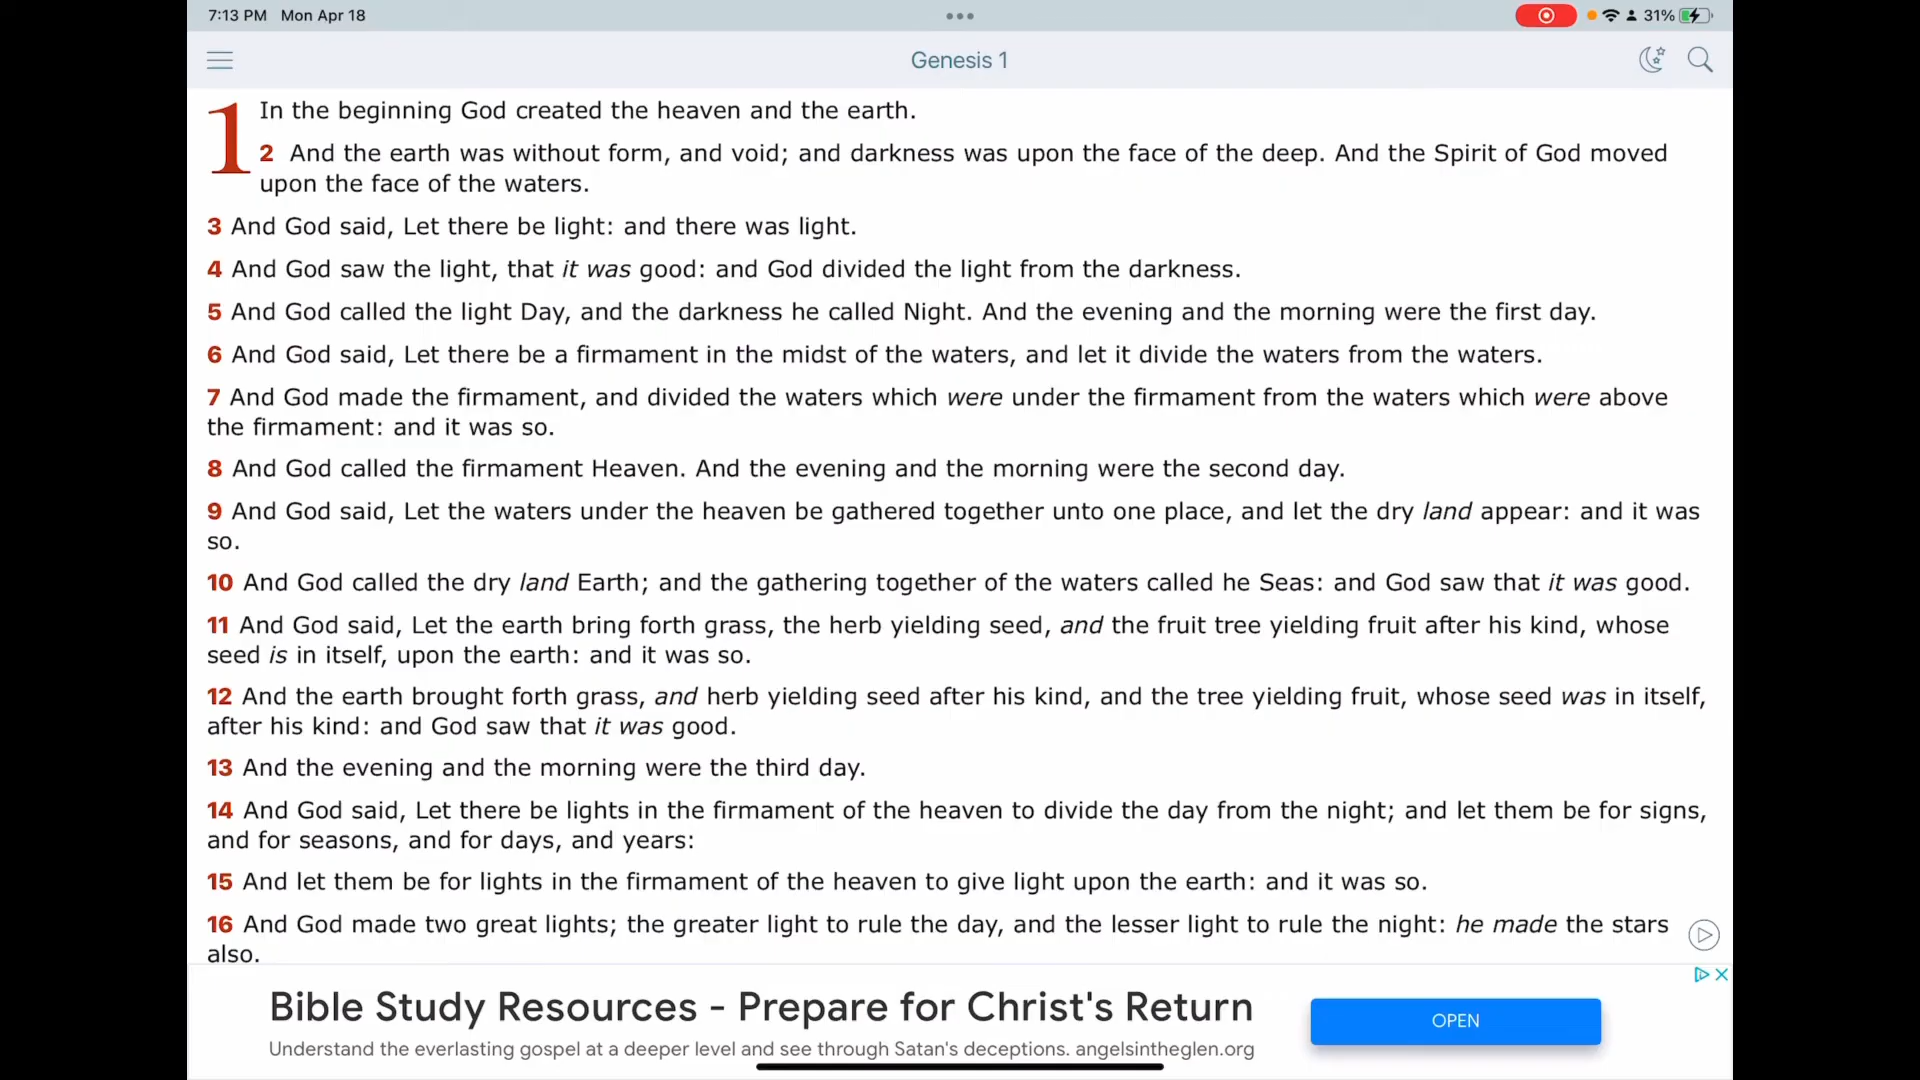 7:13 PM Mon Apr 18
31%
Genesis 1
1 In the beginning God created the heaven and the earth.
2 And the earth was without form, and void; and darkness was upon the face of the deep. And the Spirit of God moved
upon the face of the waters.
3 And God said, Let there be light: and there was light.
4 And God saw the light, that it was good: and God divided the light from the darkness.
5 And God called the light Day, and the darkness he called Night. And the evening and the morning were the first day.
6 And God said, Let there be a firmament in the midst of the waters, and let it divide the waters from the waters.
7 And God made the firmament, and divided the waters which were under the firmament from the waters which were above
the firmament: and it was so.
8 And God called the firmament Heaven. And the evening and the morning were the second day.
9 And God said, Let the waters under the heaven be gathered together unto one place, and let the dry land appear: and it was
so.
10 And God called the dry land Earth; and the gathering together of the waters called he Seas: and God saw that it was good.
11 And God said, Let the earth bring forth grass, the herb yielding seed, and the fruit tree yielding fruit after his kind, whose
seed is in itself, upon the earth: and it was so.
12 And the earth brought forth grass, and herb yielding seed after his kind, and the tree yielding fruit, whose seed was in itself,
after his kind: and God saw that it was good.
13 And the evening and the morning were the third day.
14 And God said, Let there be lights in the firmament of the heaven to divide the day from the night; and let them be for signs,
and for seasons, and for days, and years:
15 And let them be for lights in the firmament of the heaven to give light upon the earth: and it was so.
16 And God made two great lights; the greater light to rule the day, and the lesser light to rule the night: he made the stars
also.
Bible Study Resources - Prepare for Christ's Return
Understand the everlasting gospel at a deeper level and see through Satan's deceptions. angelsintheglen.org
OPEN